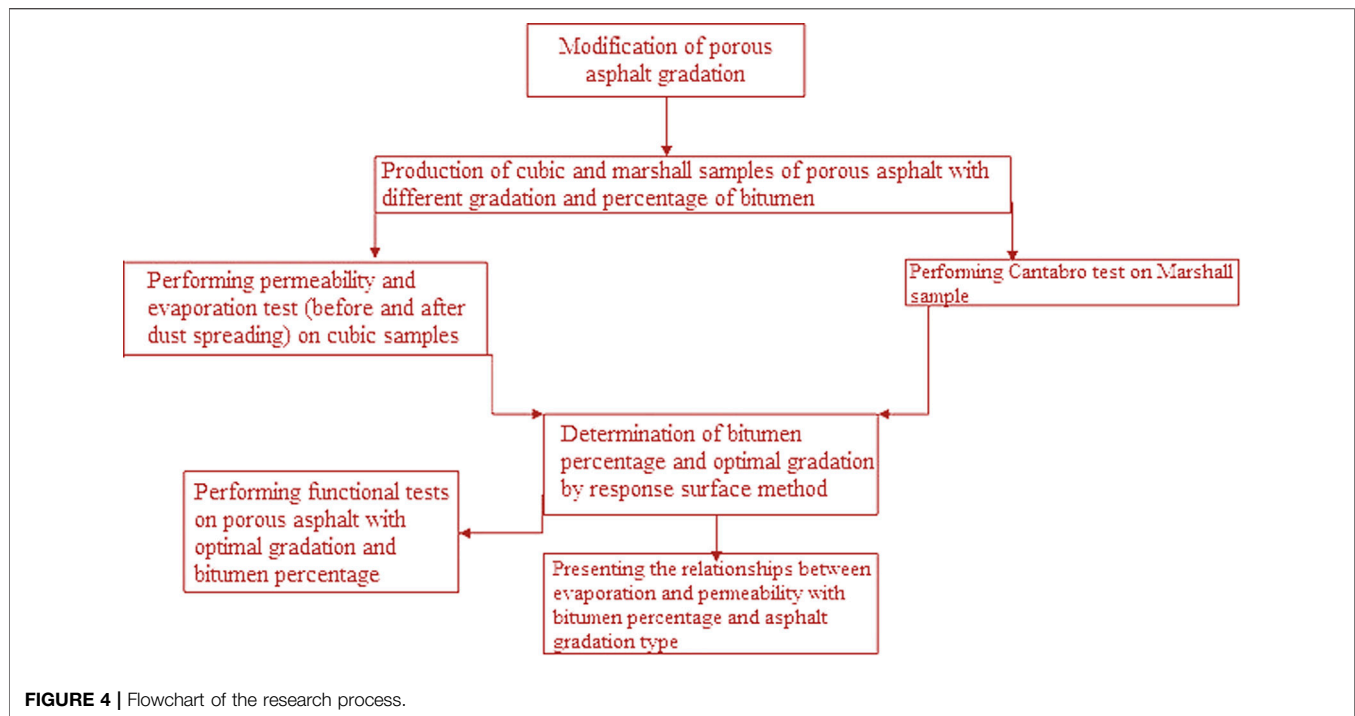 Modification of porous
asphalt gradation
Production of cubic and marshall samples of porous asphalt with
different gradation and percentage of bitumen
Performing permeability and
evaporation test (before and after
dust spreading) on cubic samples
Performing Cantabro test on Marshall
sample
Determination of bitumen
percentage and optimal gradation
by response surface method
Performing functional tests
on porous asphalt with
optimal gradation and
bitumen percentage
Presenting the relationships between
evaporation and permeability with
bitumen percentage and asphalt
gradation type
FIGURE 4 | Flowchart of the research process.